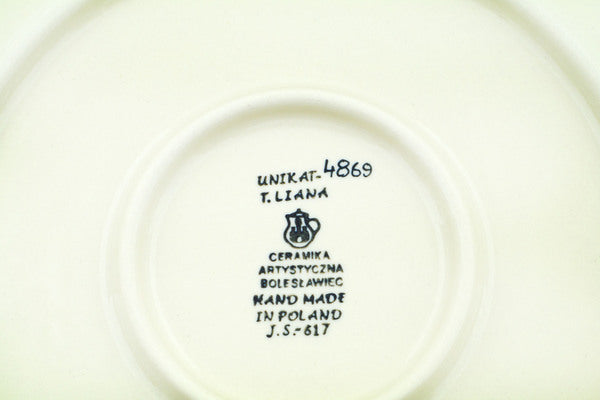 UNIKAT-4869
T. LIANA
CERAMIKA
ARTYSTYCZNA
BOLESŁAWIEC
HAND MADE
IN POLAND
J.S.-617